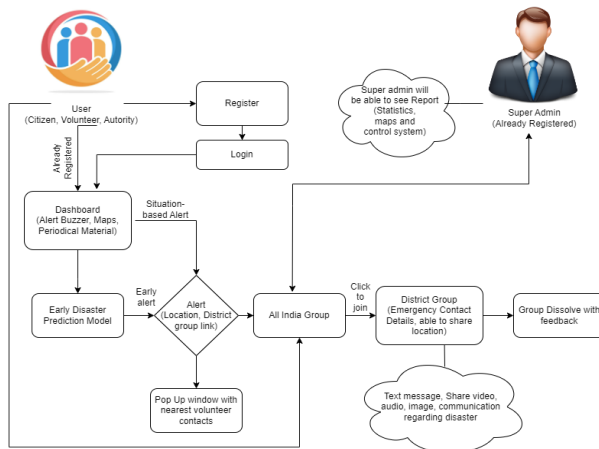 User
(Citizen, Volunteer, Autority)
Register
Login
Already
Registered
Super admin will
be able to see Report
(Statistics,
maps and
control system)
Super Admin
(Already Registered)
Dashboard
(Alert Buzzer, Maps,
Periodical Material)
Situation-
based Alert
Early Disaster
Prediction Model
Early
alert
Alert
(Location, District
group link)
All India Group
Click
to
join
District Group
(Emergency Contact
Details, able to share
location)
Group Dissolve with
feedback
Pop Up window with
nearest volunteer
contacts
Text message, Share video,
audio, image, communication
regarding disaster